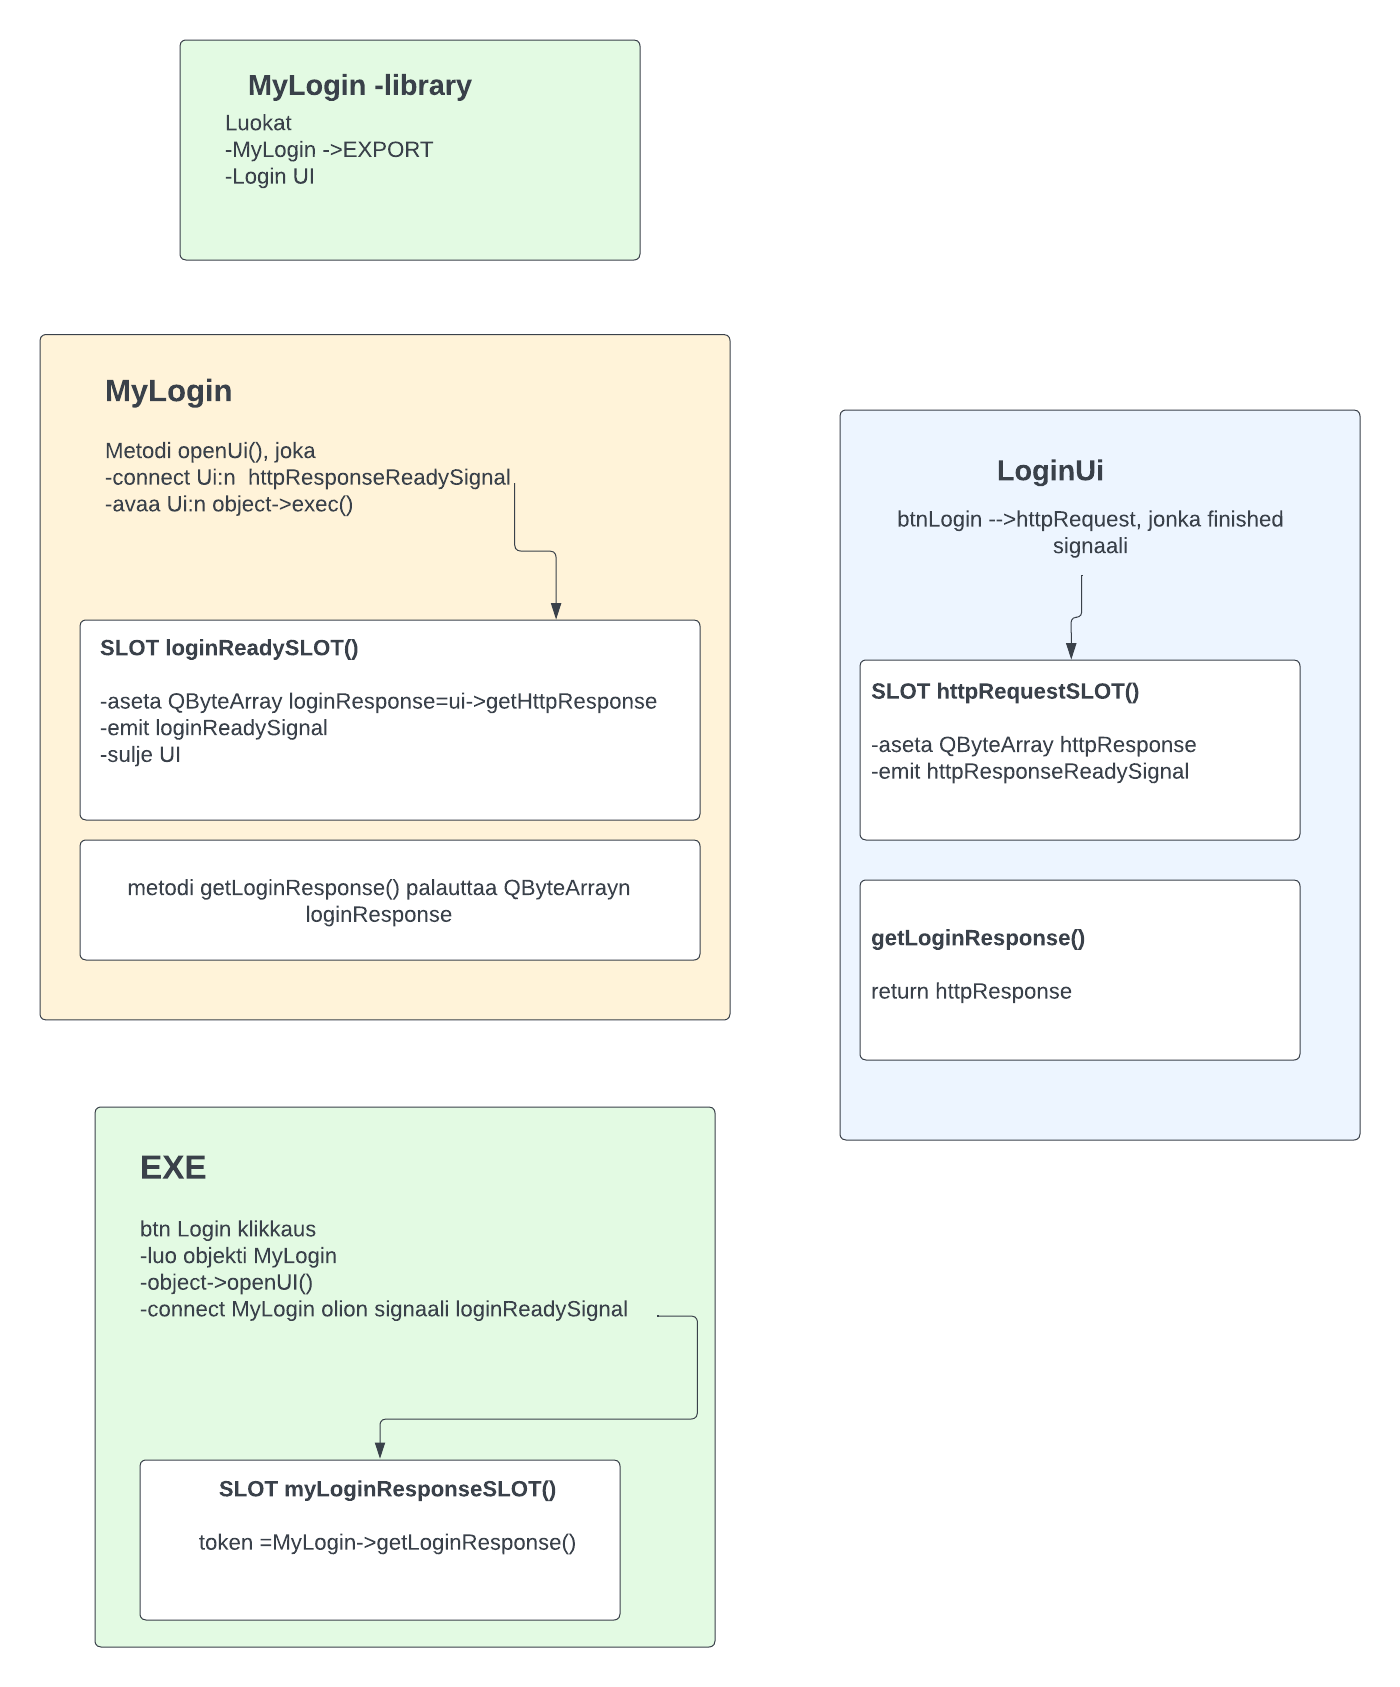 MyLogin -library
Luokat
-MyLogin ->EXPORT
-Login UI
MyLogin
Metodi openUi(), joka
-connect Ui:n  httpResponseReadySignal
-avaa Ui:n object->exec()
SLOT loginReadySLOT()
-aseta QByteArray loginResponse=ui->getHttpResponse
-emit loginReadySignal
-sulje UI
metodi getLoginResponse() palauttaa QByteArrayn
loginResponse
LoginUi
btnLogin -->httpRequest, jonka finished
signaali
SLOT httpRequestSLOT()
-aseta QByteArray httpResponse
-emit httpResponseReadySignal
getLoginResponse()
return httpResponse
EXE
btn Login klikkaus
-luo objekti MyLogin
-object->openUI()
-connect MyLogin olion signaali loginReadySignal
SLOT myLoginResponseSLOT()
token =MyLogin->getLoginResponse()